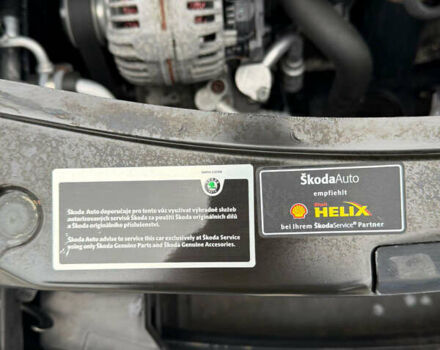 Škoda Auto doporučuje pro tento vůz využívat výhradně služeb
autorizovaných servisů Škoda za použití Škoda originálních dílů
a Škoda originálního příslušenství.
Škoda Auto advise to service this car exclusively at Škoda Service
using only Škoda Genuine Parts and Škoda Genuine Accesories.
ŠkodaAuto
empfiehlt
Shell
HELIX
bei Ihrem ŠkodaService® Partner